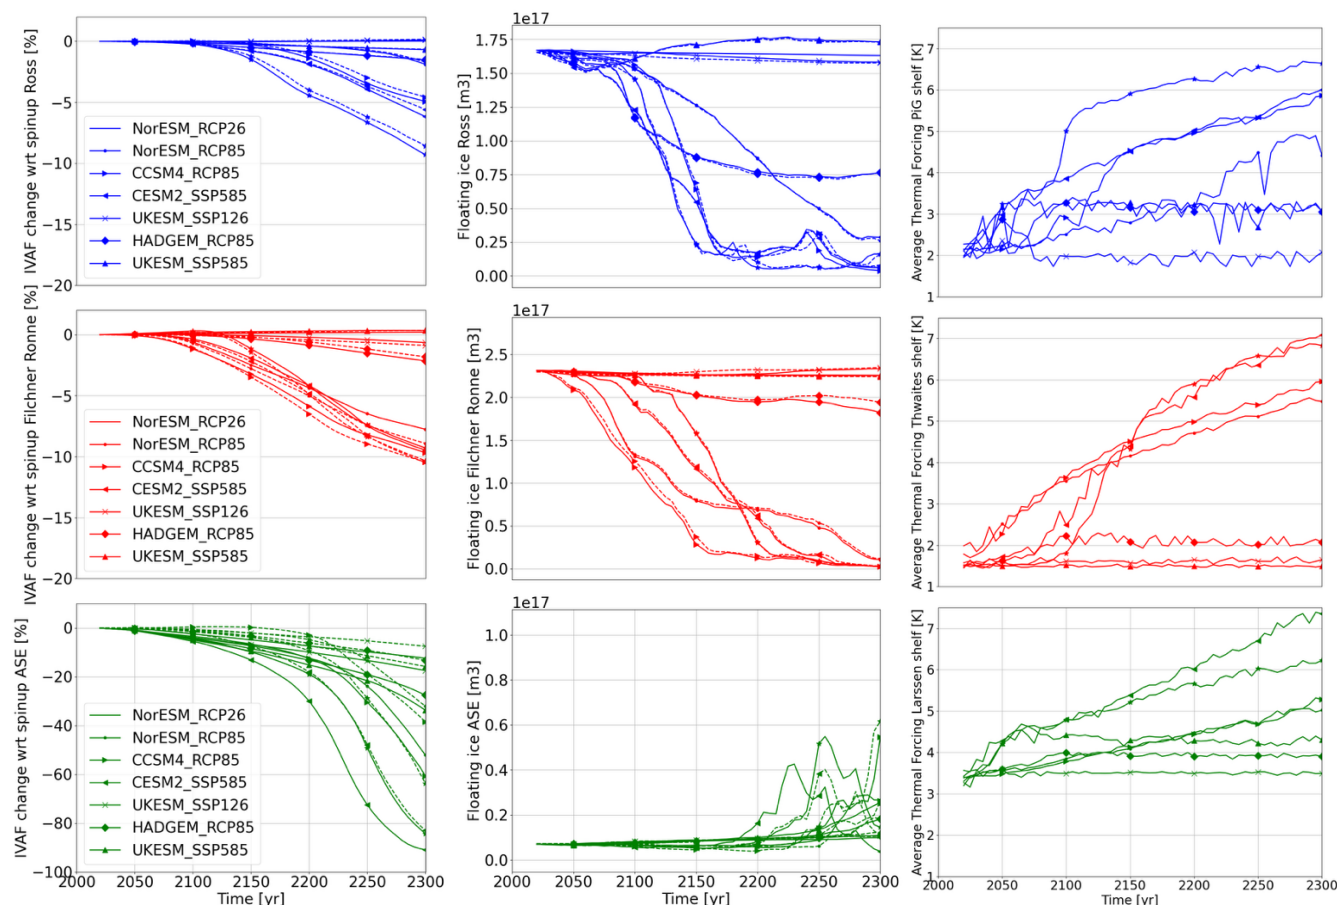 IVAF change wrt spinup Ross [%]
0
−5
−10
−15
−20
NorESM_RCP26
NorESM_RCP85
CCSM4_RCP85
CESM2_SSP585
UKESM_SSP126
HADGEM_RCP85
UKESM_SSP585
1e17
Floating ice Ross [m3]
1.75
1.50
1.25
1.00
0.75
0.50
0.25
0.00
Average Thermal Forcing PiG shelf [K]
7
6
5
4
3
2
1
IVAF change wrt spinup Filchner Ronne [%]
0
−5
−10
−15
−20
NorESM_RCP26
NorESM_RCP85
CCSM4_RCP85
CESM2_SSP585
UKESM_SSP126
HADGEM_RCP85
UKESM_SSP585
1e17
Floating ice Filchner Ronne [m3]
2.5
2.0
1.5
1.0
0.5
0.0
Average Thermal Forcing Thwaites shelf [K]
7
6
5
4
3
2
1
IVAF change wrt spinup ASE [%]
0
−20
−40
−60
−80
−100
NorESM_RCP26
NorESM_RCP85
CCSM4_RCP85
CESM2_SSP585
UKESM_SSP126
HADGEM_RCP85
UKESM_SSP585
2000 2050 2100 2150 2200 2250 2300
Time [yr]
1e17
Floating ice ASE [m3]
1.0
0.8
0.6
0.4
0.2
0.0
2000 2050 2100 2150 2200 2250 2300
Time [yr]
Average Thermal Forcing Larssen shelf [K]
7
6
5
4
3
2
1
2000 2050 2100 2150 2200 2250 2300
Time [yr]